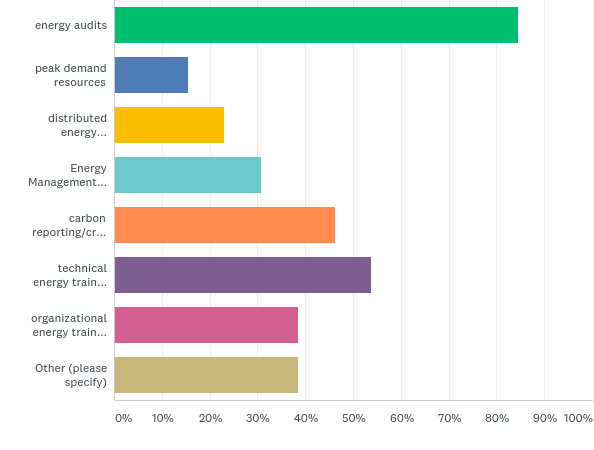 energy audits
peak demand
resources
distributed
energy...
Energy
Management...
carbon
reporting/cr...
technical
energy train...
organizational
energy train...
Other (please
specify)
0% 10% 20% 30% 40% 50% 60% 70% 80% 90% 100%